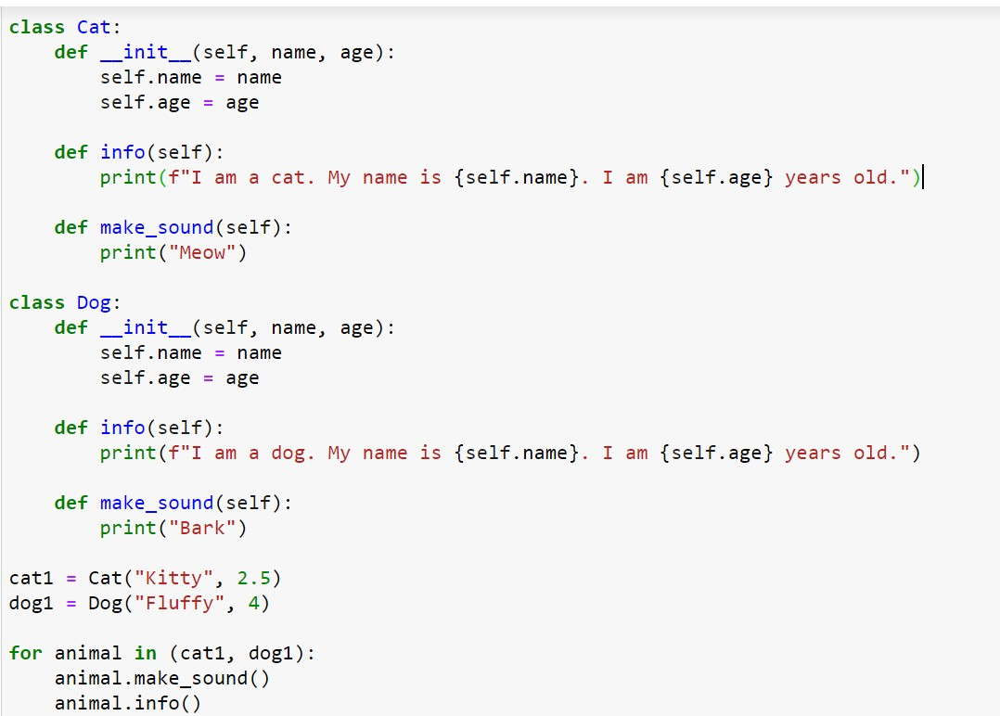 class Cat:
    def __init__(self, name, age):
        self.name = name
        self.age = age

    def info(self):
        print(f"I am a cat. My name is {self.name}. I am {self.age} years old.")

    def make_sound(self):
        print("Meow")

class Dog:
    def __init__(self, name, age):
        self.name = name
        self.age = age

    def info(self):
        print(f"I am a dog. My name is {self.name}. I am {self.age} years old.")

    def make_sound(self):
        print("Bark")

cat1 = Cat("Kitty", 2.5)
dog1 = Dog("Fluffy", 4)

for animal in (cat1, dog1):
    animal.make_sound()
    animal.info()